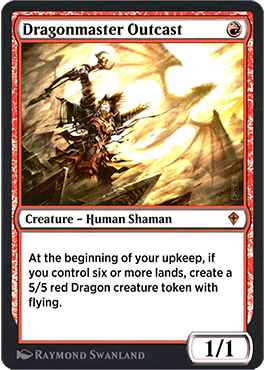 Dragonmaster Outcast
Creature – Human Shaman
At the beginning of your upkeep, if
you control six or more lands, create a
5/5 red Dragon creature token with
flying.
RAYMOND SWANLAND
1/1